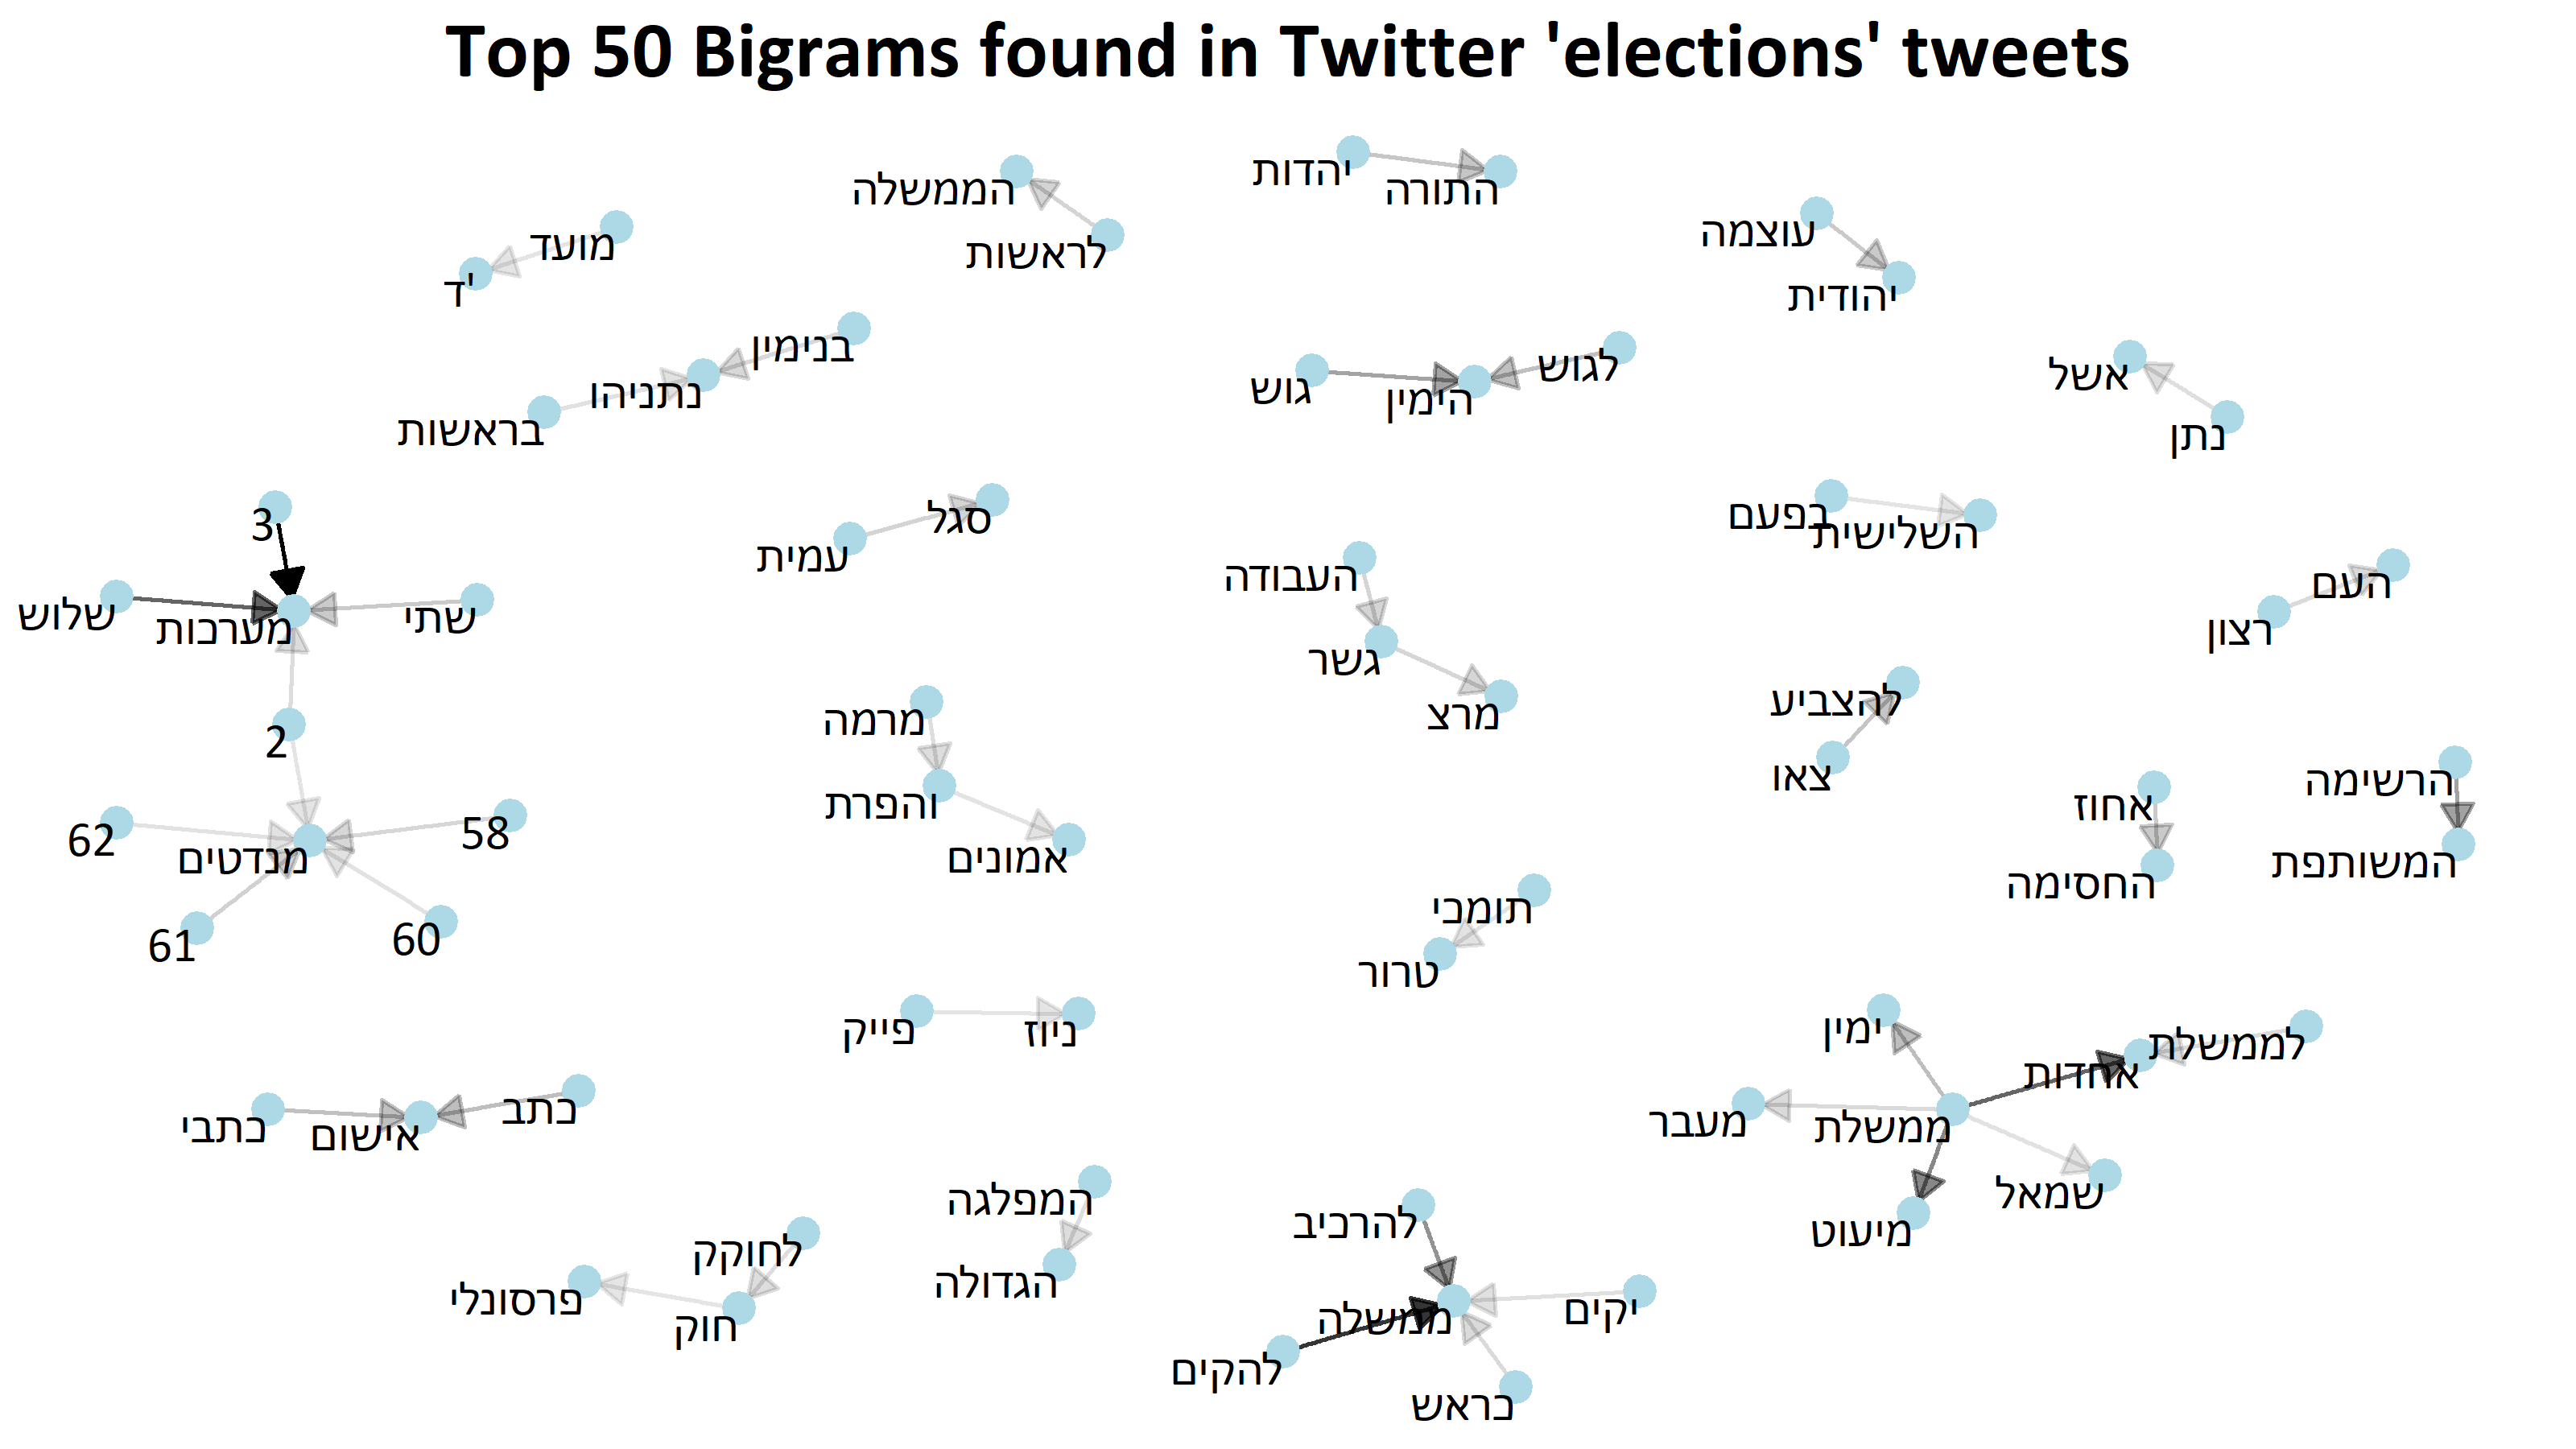 Top 50 Bigrams found in Twitter 'elections' tweets
יהדות
התורה
הממשלה
לראשות
עוצמה
יהודית
מועד
ד'
בנימין
נתניהו
בראשות
לגוש
הימין
גוש
אשל
נתן
3
שלוש
מערכות
שתי
2
סגל
עמית
בפעם
השלישית
העבודה
גשר
מרצ
העם
רצון
מרמה
והפרת
אמונים
להצביע
צאו
הרשימה
המשותפת
אחוז
החסימה
62
מנדטים
58
61
60
תומכי
טרור
פייק
ניוז
ימין
אחדות
לממשלת
מעבר
ממשלת
שמאל
מיעוט
כתבי
אישום
כתב
המפלגה
הגדולה
לחוקק
חוק
פרסונלי
להרכיב
ממשלה
יקים
להקים
בראש